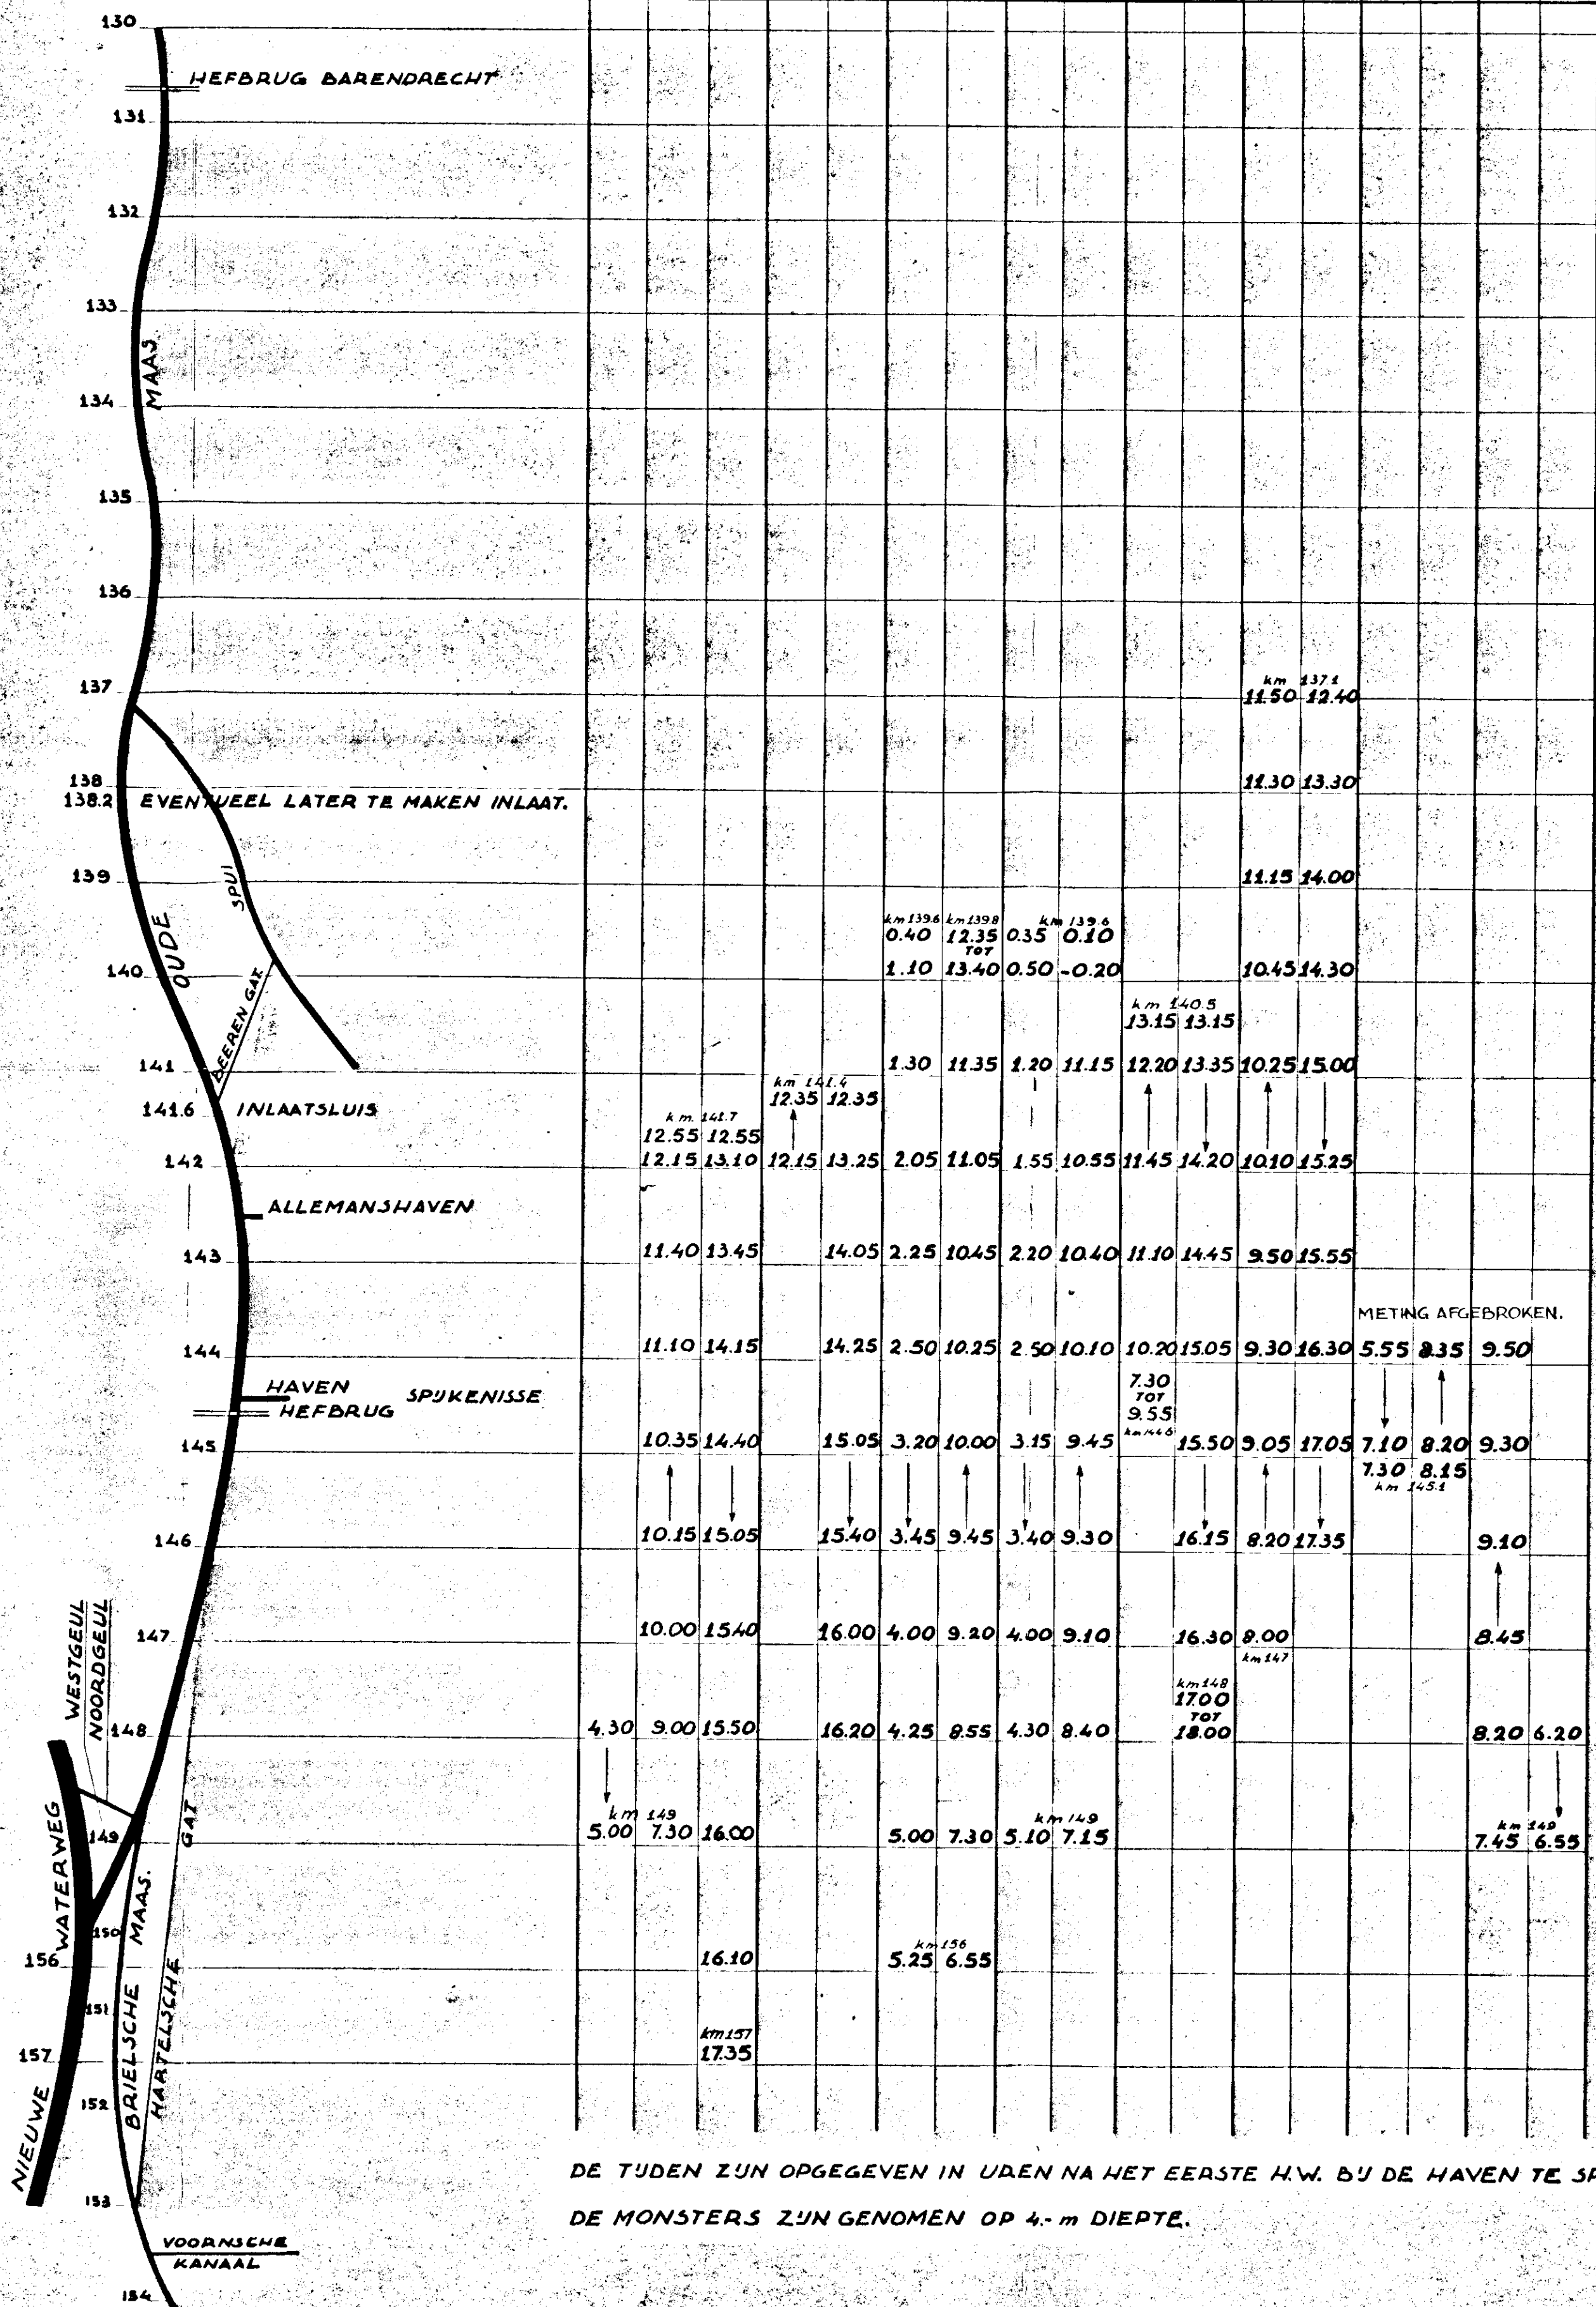 130
HEFBRUG BARENDRECHT
131
132
133
MAAS
134
135
136
137
km 137.1
11.50 12.40
138
11.30 13.30
138.2 EVENTUEEL LATER TE MAKEN INLAAT.
139
SPUI
11.15 14.00
OUDE
km 139.6 km 139.8 km 139.6
0.40 12.35 0.35 0.10
TOT
140
1.10 13.40 0.50 -0.20 10.45 14.30
BEEREN GAT
km 140.5
13.15 13.15
141
1.30 11.35 1.20 11.15 12.20 13.35 10.25 15.00
km 141.4
12.35 12.35
141.6 INLAATSLUIS
km. 141.7
12.55 12.55
142
12.15 13.10 12.15 13.25 2.05 11.05 1.55 10.55 11.45 14.20 10.10 15.25
ALLEMANSHAVEN
143
11.40 13.45 14.05 2.25 10.45 2.20 10.40 11.10 14.45 9.50 15.55
METING AFGEBROKEN.
144
11.10 14.15 14.25 2.50 10.25 2.50 10.10 10.20 15.05 9.30 16.30 5.55 8.35 9.50
HAVEN SPIJKENISSE
HEFBRUG
7.30
TOT
9.55
145
10.35 14.40 15.05 3.20 10.00 3.15 9.45 15.50 9.05 17.05 7.10 8.20 9.30
7.30 8.15
km 145.1
146
10.15 15.05 15.40 3.45 9.45 3.40 9.30 16.15 8.20 17.35 9.10
WESTGEUL
NOORDGEUL
147
10.00 15.40 16.00 4.00 9.20 4.00 9.10 16.30 8.00 8.45
km 147
km 148
17.00
TOT
148
4.30 9.00 15.50 16.20 4.25 8.55 4.30 8.40 18.00 8.20 6.20
GAT
km 149 km 149 km 149
149
5.00 7.30 16.00 5.00 7.30 5.10 7.15 7.45 6.55
WATERWEG
MAAS.
150
156
km 156
16.10 5.25 6.55
HARTELSCHE
BRIELSCHE
151
km 157
157
17.35
152
NIEUWE
DE TIJDEN ZIJN OPGEGEVEN IN UREN NA HET EERSTE H.W. BIJ DE HAVEN TE SP
153
DE MONSTERS ZIJN GENOMEN OP 4.- m DIEPTE.
VOORNSCHE
KANAAL
154